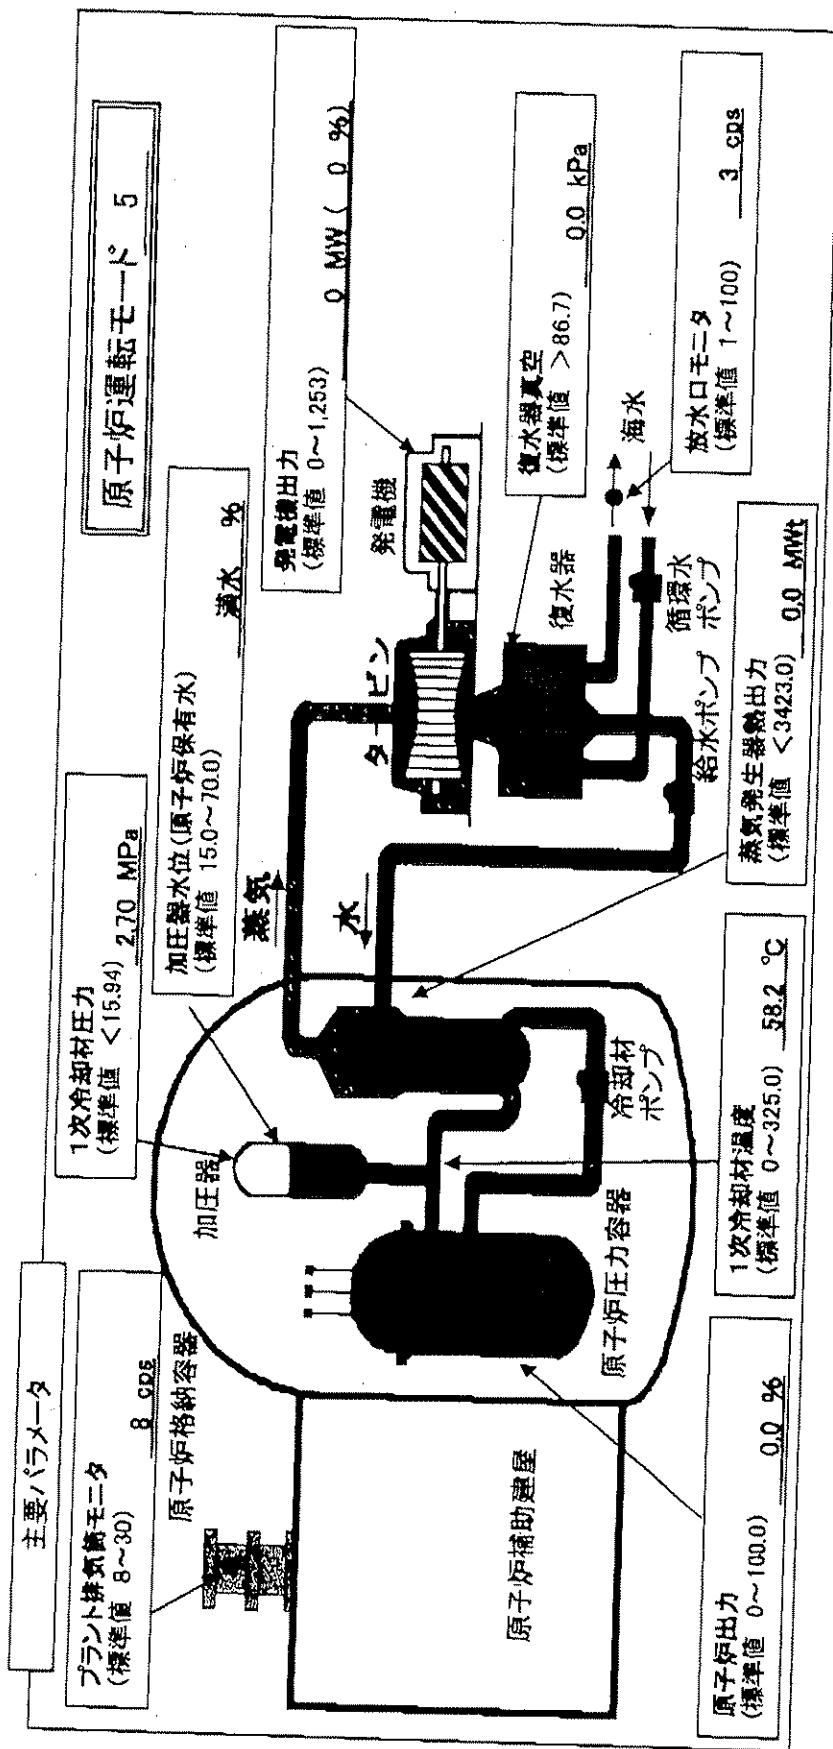 主要パラメータ
原子炉運転モード 5
プラント排気筒モニタ
(標準値 8～30) 8 cps
1次冷却材圧力
(標準値 <15.94) 2.70 MPa
加圧器水位(原子炉保有水)
(標準値 15.0～70.0) 満水 %
発電機出力
(標準値 0～1,253) 0 MW ( 0 %)
原子炉格納容器
加圧器
蒸気
水
タービン
発電機
復水器真空
(標準値 >86.7) 0.0 kPa
復水器
海水
放水口モニタ
(標準値 1～100) 3 cps
循環水
ポンプ
給水ポンプ
冷却材
ポンプ
原子炉圧力容器
原子炉補助建屋
原子炉出力
(標準値 0～100.0) 0.0 %
1次冷却材温度
(標準値 0～325.0) 58.2 °C
蒸気発生器熱出力
(標準値 <3423.0) 0.0 MWt